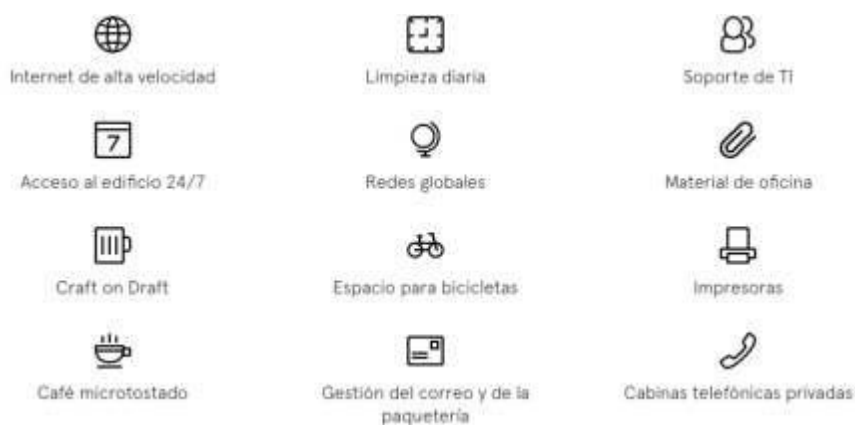 Internet de alta velocidad
Limpieza diaria
Soporte de TI
7
Acceso al edificio 24/7
Redes globales
Material de oficina
Craft on Draft
Espacio para bicicletas
Impresoras
Café microtostado
Gestión del correo y de la
paquetería
Cabinas telefónicas privadas